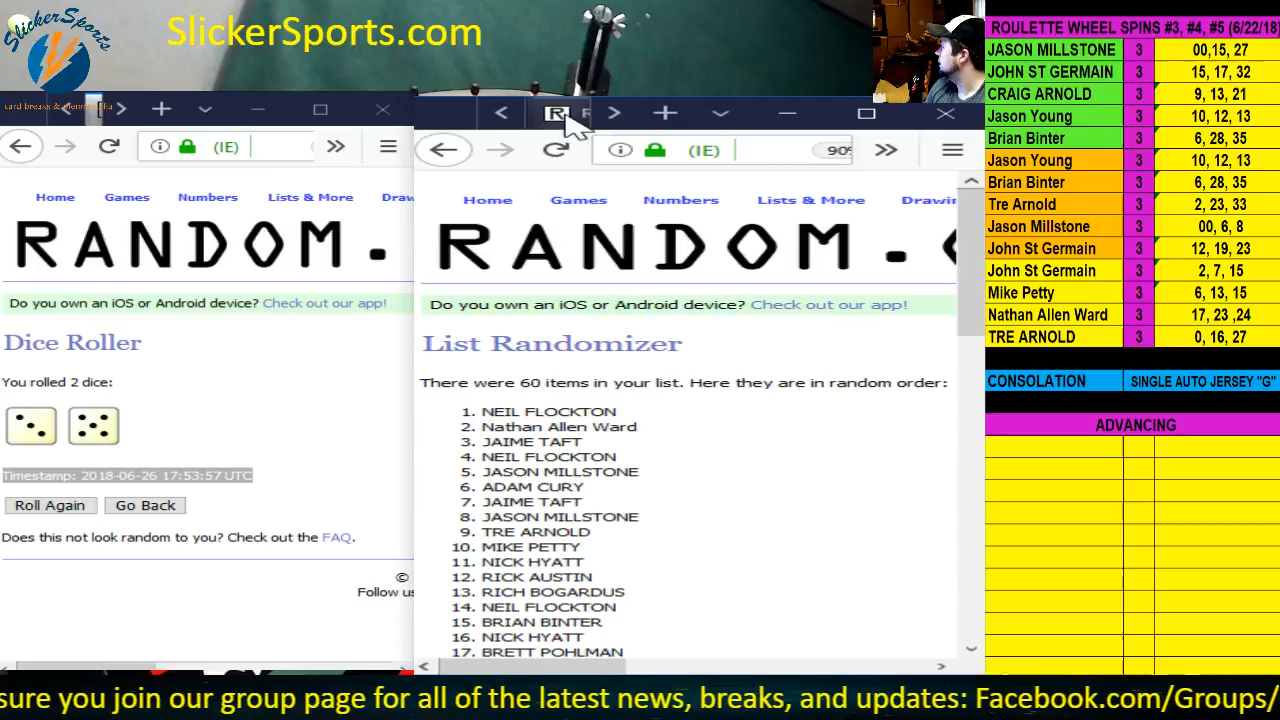 SlickerSports
card breaks & memorabilia
SlickerSports.com
(IE)
Home Games Numbers Lists & More Draw
RANDOM.
Do you own an iOS or Android device? Check out our app!
Dice Roller
You rolled 2 dice:
Timestamp: 2018-06-26 17:53:57 UTC
Roll Again Go Back
Does this not look random to you? Check out the FAQ.
©
Follow us
R
(IE) 90%
Home Games Numbers Lists & More Drawin
RANDOM.
Do you own an iOS or Android device? Check out our app!
List Randomizer
There were 60 items in your list. Here they are in random order:
1. NEIL FLOCKTON
2. Nathan Allen Ward
3. JAIME TAFT
4. NEIL FLOCKTON
5. JASON MILLSTONE
6. ADAM CURY
7. JAIME TAFT
8. JASON MILLSTONE
9. TRE ARNOLD
10. MIKE PETTY
11. NICK HYATT
12. RICK AUSTIN
13. RICH BOGARDUS
14. NEIL FLOCKTON
15. BRIAN BINTER
16. NICK HYATT
17. BRETT POHLMAN
ROULETTE WHEEL SPINS #3, #4, #5 (6/22/18)
JASON MILLSTONE 3 00,15, 27
JOHN ST GERMAIN 3 15, 17, 32
CRAIG ARNOLD 3 9, 13, 21
Jason Young 3 10, 12, 13
Brian Binter 3 6, 28, 35
Jason Young 3 10, 12, 13
Brian Binter 3 6, 28, 35
Tre Arnold 3 2, 23, 33
Jason Millstone 3 00, 6, 8
John St Germain 3 12, 19, 23
John St Germain 3 2, 7, 15
Mike Petty 3 6, 13, 15
Nathan Allen Ward 3 17, 23 ,24
TRE ARNOLD 3 0, 16, 27
CONSOLATION SINGLE AUTO JERSEY "G"
ADVANCING
sure you join our group page for all of the latest news, breaks, and updates: Facebook.com/Groups/